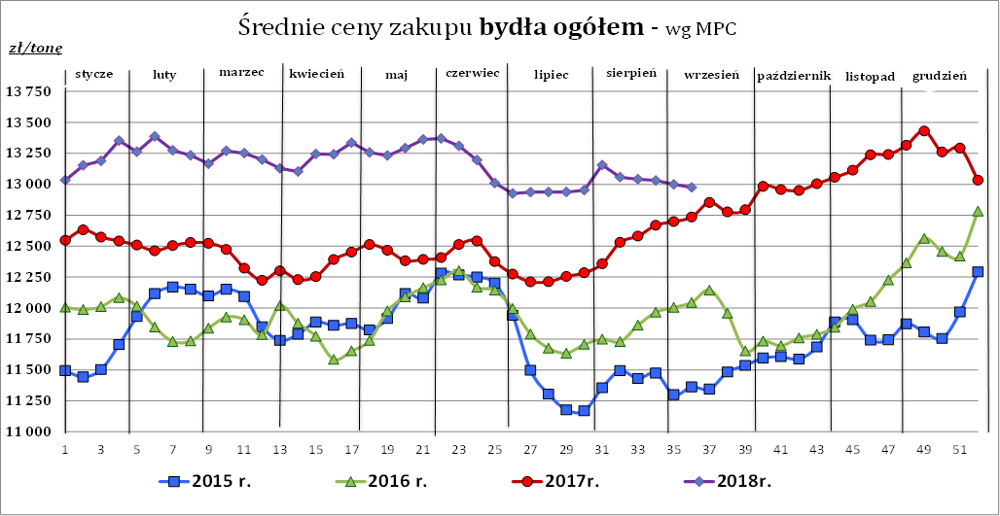 Średnie ceny zakupu bydła ogółem - wg MPC
zł/tonę
stycze luty marzec kwiecień maj czerwiec lipiec sierpień wrzesień październik listopad grudzień
13 750
13 500
13 250
13 000
12 750
12 500
12 250
12 000
11 750
11 500
11 250
11 000
1 3 5 7 9 11 13 15 17 19 21 23 25 27 29 31 33 35 37 39 41 43 45 47 49 51
2015 r. 2016 r. 2017r. 2018r.